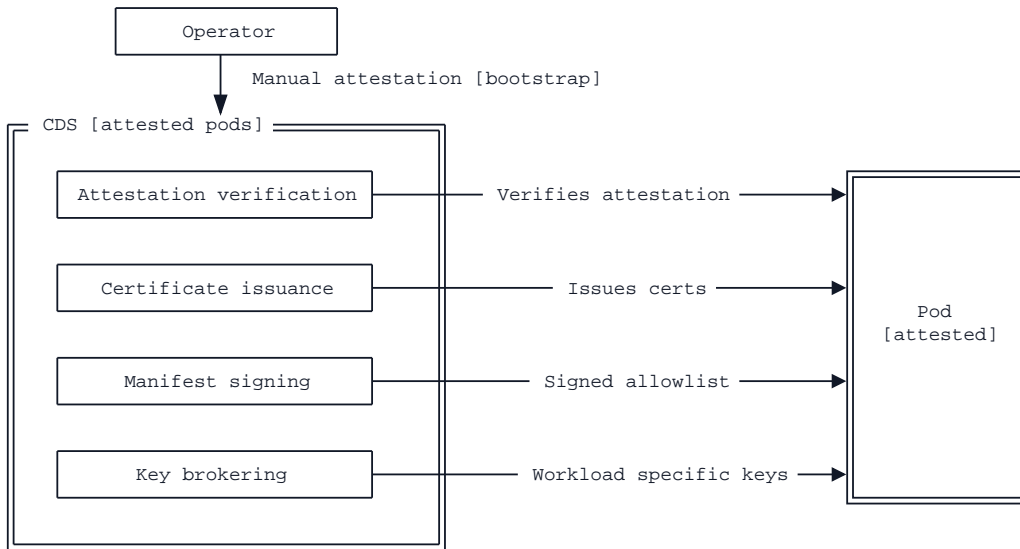 Operator
Manual attestation [bootstrap]
CDS [attested pods]
Attestation verification
Verifies attestation
Certificate issuance
Issues certs
Pod
[attested]
Manifest signing
Signed allowlist
Key brokering
Workload specific keys